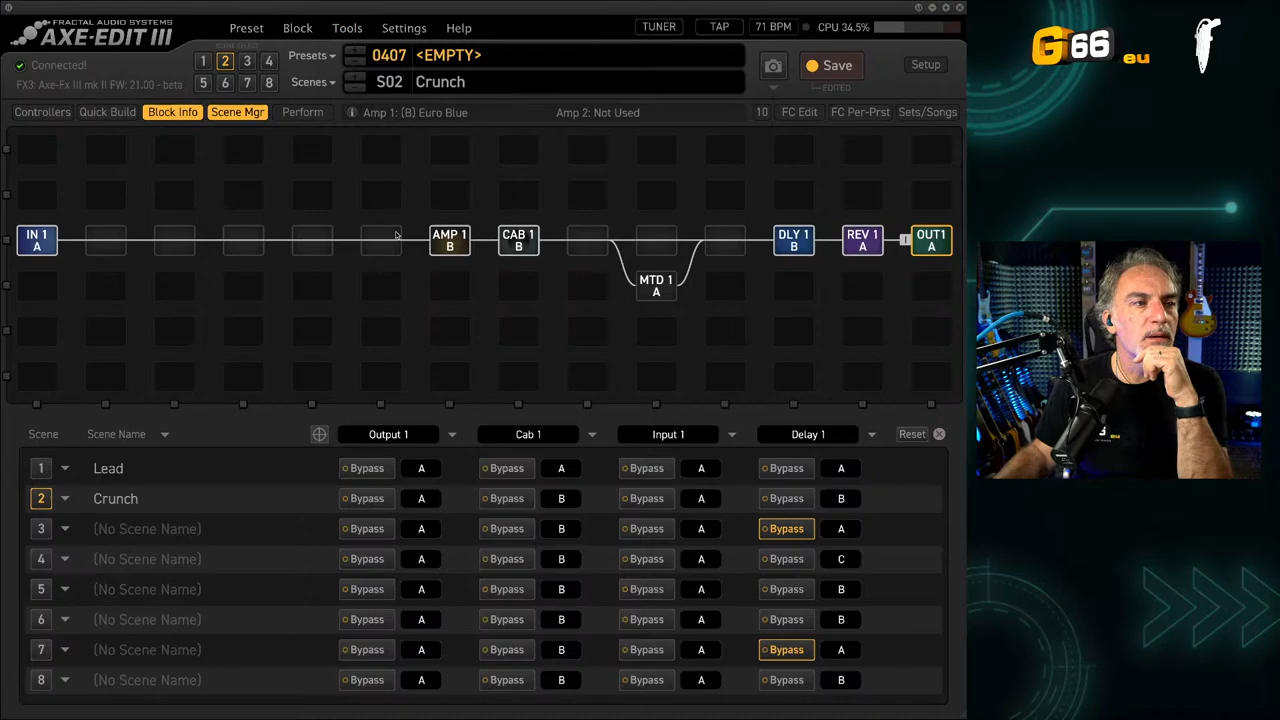 FRACTAL AUDIO SYSTEMS
AXE-EDIT III
Preset Block Tools Settings Help
TUNER TAP 71 BPM CPU 34.5%
SCENE SELECT
Connected!
FX3: Axe-Fx III mk II FW: 21.00 - beta
1 2 3 4
5 6 7 8
Presets 0407 <EMPTY>
Scenes S02 Crunch
Save
EDITED
Setup
Controllers Quick Build Block Info Scene Mgr Perform
Amp 1: (B) Euro Blue Amp 2: Not Used
10 FC Edit FC Per-Prst Sets/Songs
IN 1 A
AMP 1 B
CAB 1 B
MTD 1 A
DLY 1 B
REV 1 A
OUT1 A
Scene Scene Name Output 1 Cab 1 Input 1 Delay 1 Reset
1 Lead Bypass A Bypass A Bypass A Bypass A
2 Crunch Bypass A Bypass B Bypass A Bypass B
3 (No Scene Name) Bypass A Bypass B Bypass A Bypass A
4 (No Scene Name) Bypass A Bypass B Bypass A Bypass C
5 (No Scene Name) Bypass A Bypass B Bypass A Bypass A
6 (No Scene Name) Bypass A Bypass B Bypass A Bypass A
7 (No Scene Name) Bypass A Bypass B Bypass A Bypass A
8 (No Scene Name) Bypass A Bypass B Bypass A Bypass B
G66
eu